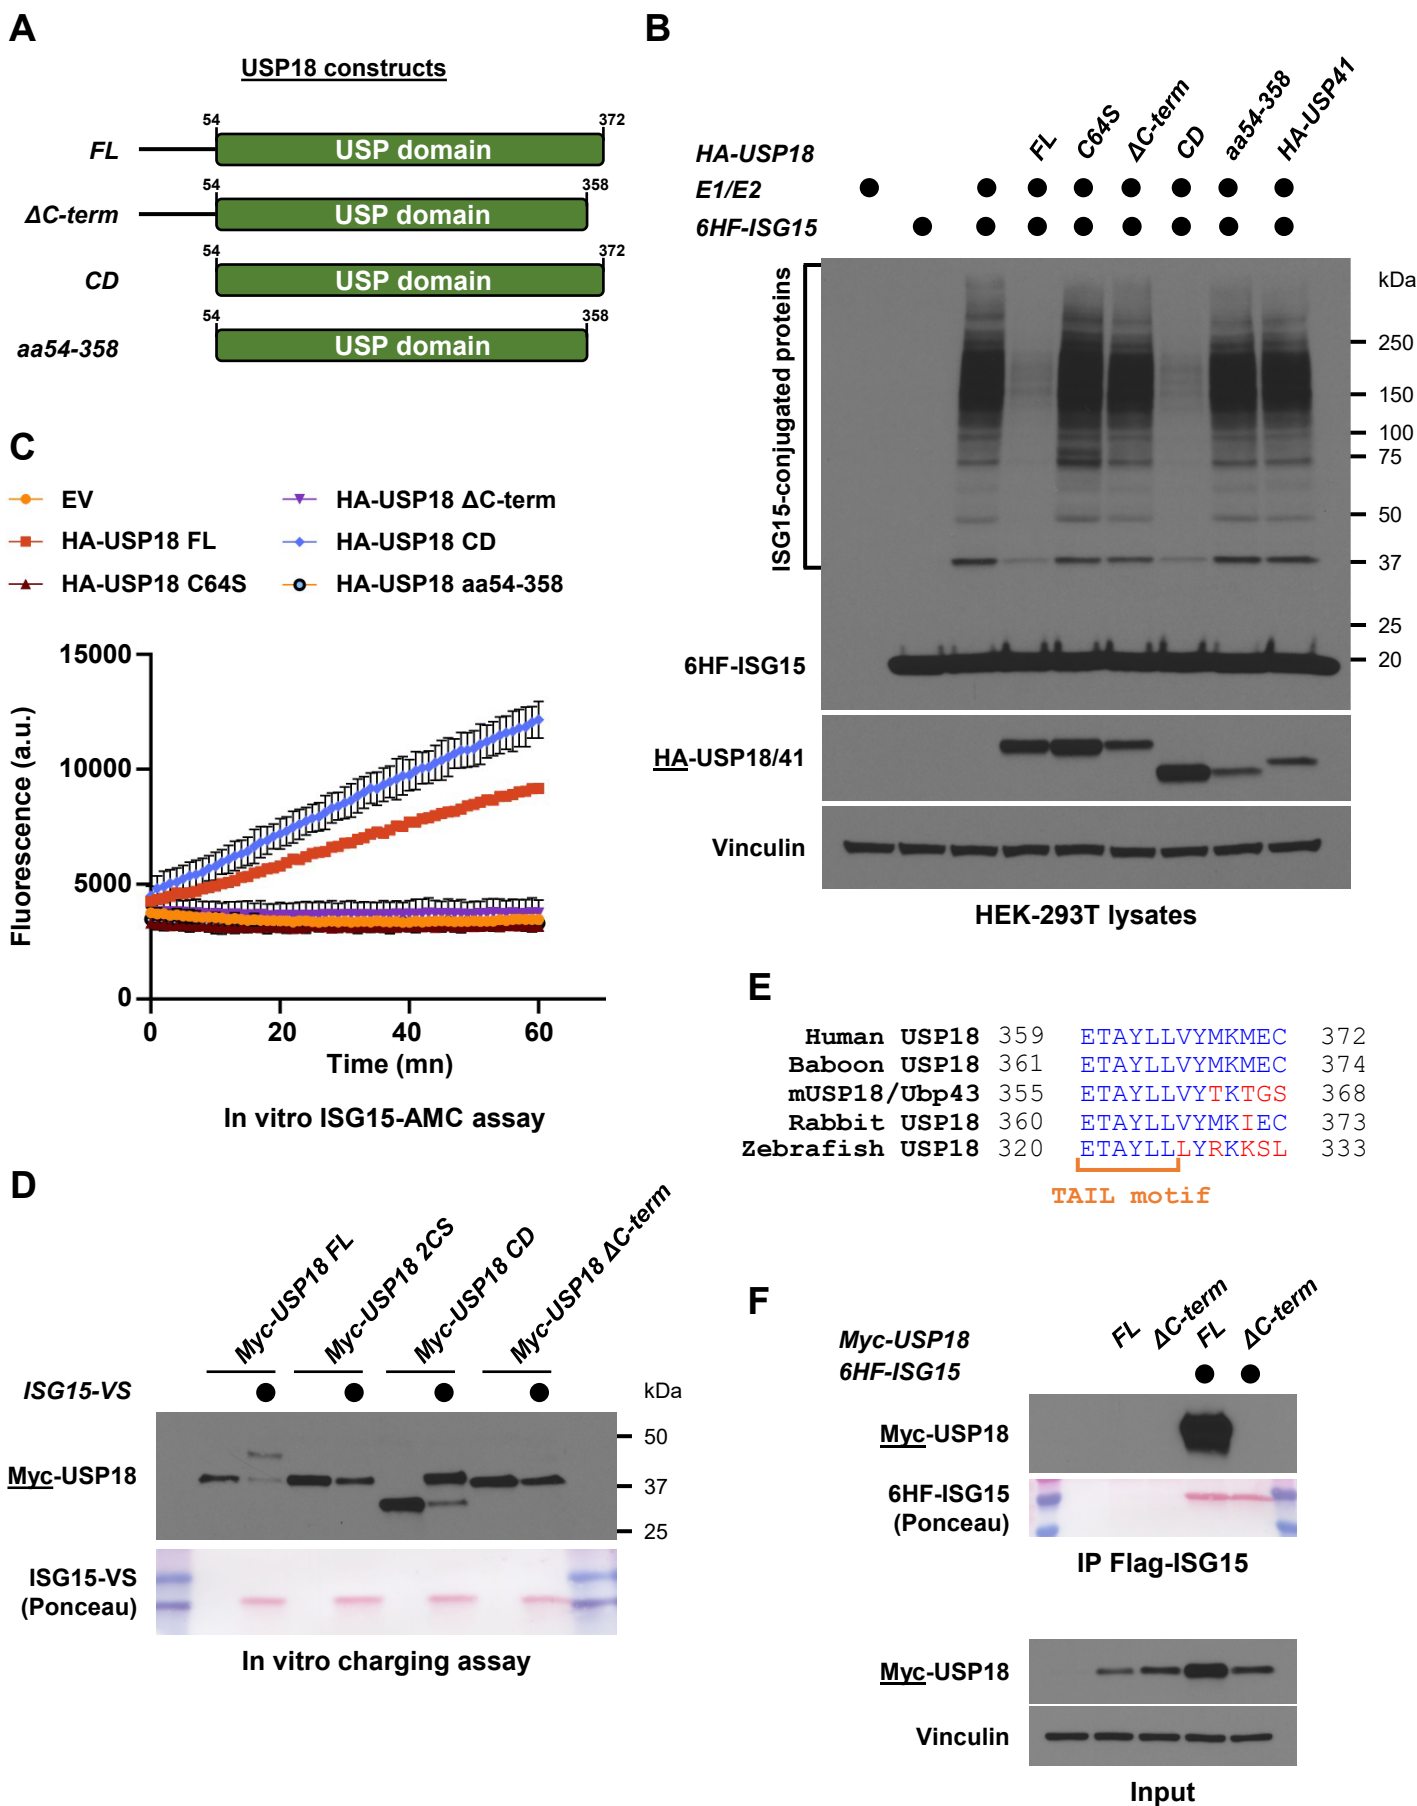 A
USP18 constructs
54 372
FL USP domain
54 358
ΔC-term USP domain
54 372
CD USP domain
54 358
aa54-358 USP domain
B
HA-USP18 FL C64S ΔC-term CD aa54-358 HA-USP41
E1/E2
6HF-ISG15
ISG15-conjugated proteins
kDa
250
150
100
75
50
37
25
20
6HF-ISG15
HA-USP18/41
Vinculin
HEK-293T lysates
C
EV
HA-USP18 FL
HA-USP18 C64S
HA-USP18 ΔC-term
HA-USP18 CD
HA-USP18 aa54-358
Fluorescence (a.u.)
15000
10000
5000
0
0 20 40 60
Time (mn)
In vitro ISG15-AMC assay
D
Myc-USP18 FL
Myc-USP18 2CS
Myc-USP18 CD
Myc-USP18 ΔC-term
ISG15-VS
kDa
50
37
25
Myc-USP18
ISG15-VS
(Ponceau)
In vitro charging assay
E
Human USP18 359 ETAYLLVYMKMEC 372
Baboon USP18 361 ETAYLLVYMKMEC 374
mUSP18/Ubp43 355 ETAYLLVYTKTGS 368
Rabbit USP18 360 ETAYLLVYMKIEC 373
Zebrafish USP18 320 ETAYLLLYRKKSL 333
TAIL motif
F
Myc-USP18 FL ΔC-term FL ΔC-term
6HF-ISG15
Myc-USP18
6HF-ISG15
(Ponceau)
IP Flag-ISG15
Myc-USP18
Vinculin
Input